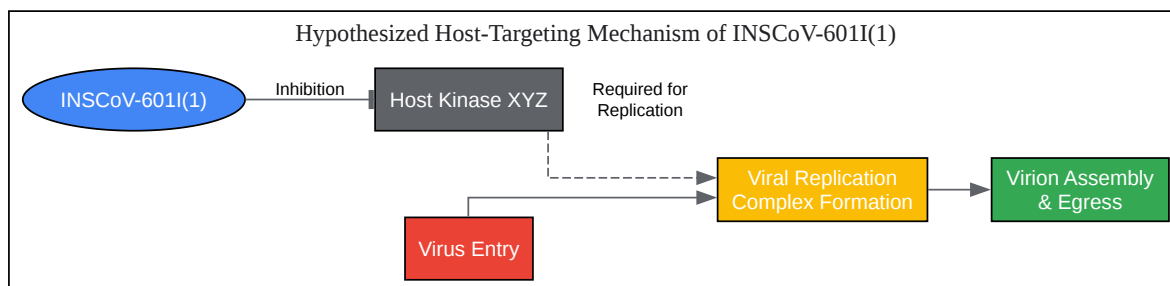 Hypothesized Host-Targeting Mechanism of INSCoV-601I(1)
INSCoV-601I(1)
Inhibition
Host Kinase XYZ
Required for
Replication
Viral Replication
Complex Formation
Virion Assembly
& Egress
Virus Entry